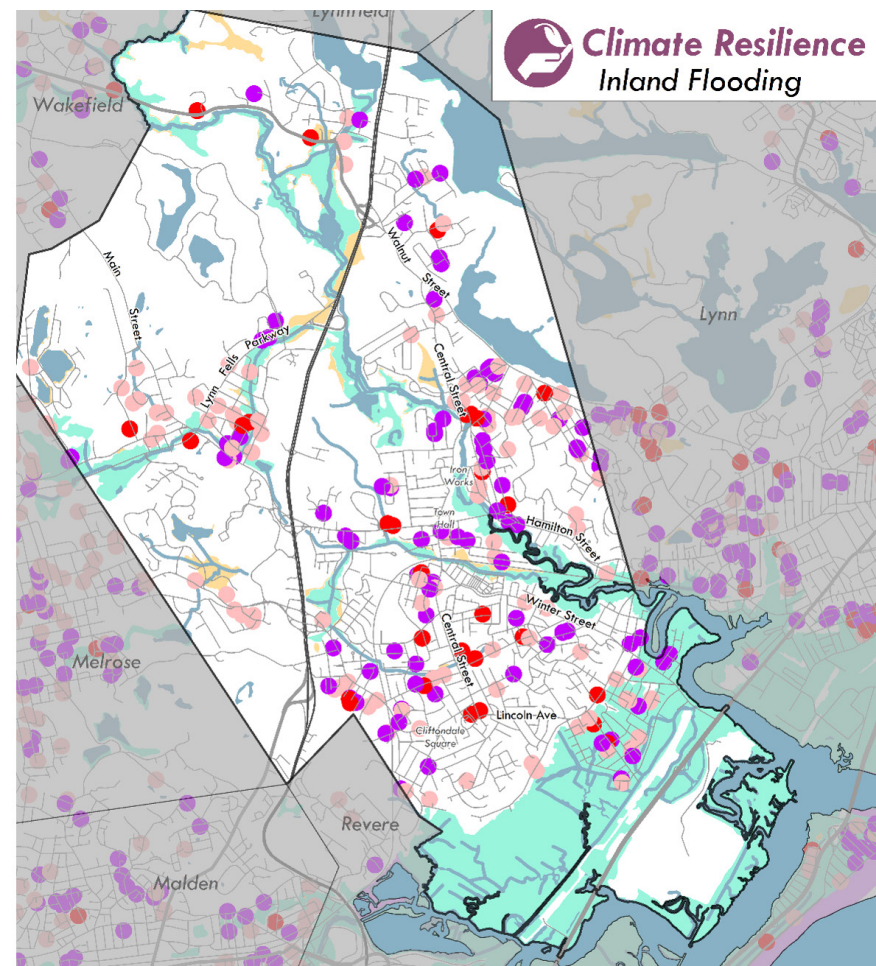 Climate Resilience
Inland Flooding
Lynnfield
Wakefield
Main
Street
Walnut
Street
Lynn
Lynn Fells Parkway
Central Street
Iron
Works
Town
Hall
Hamilton Street
Winter Street
Central Street
Melrose
Lincoln Ave
Cliftondale
Square
Revere
Malden